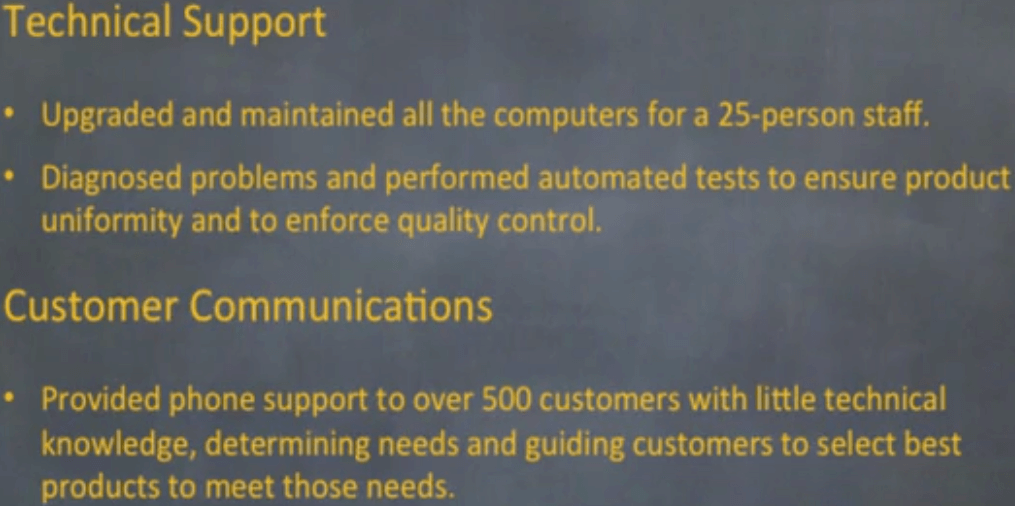 Technical Support
• Upgraded and maintained all the computers for a 25-person staff.
• Diagnosed problems and performed automated tests to ensure product
uniformity and to enforce quality control.
Customer Communications
• Provided phone support to over 500 customers with little technical
knowledge, determining needs and guiding customers to select best
products to meet those needs.